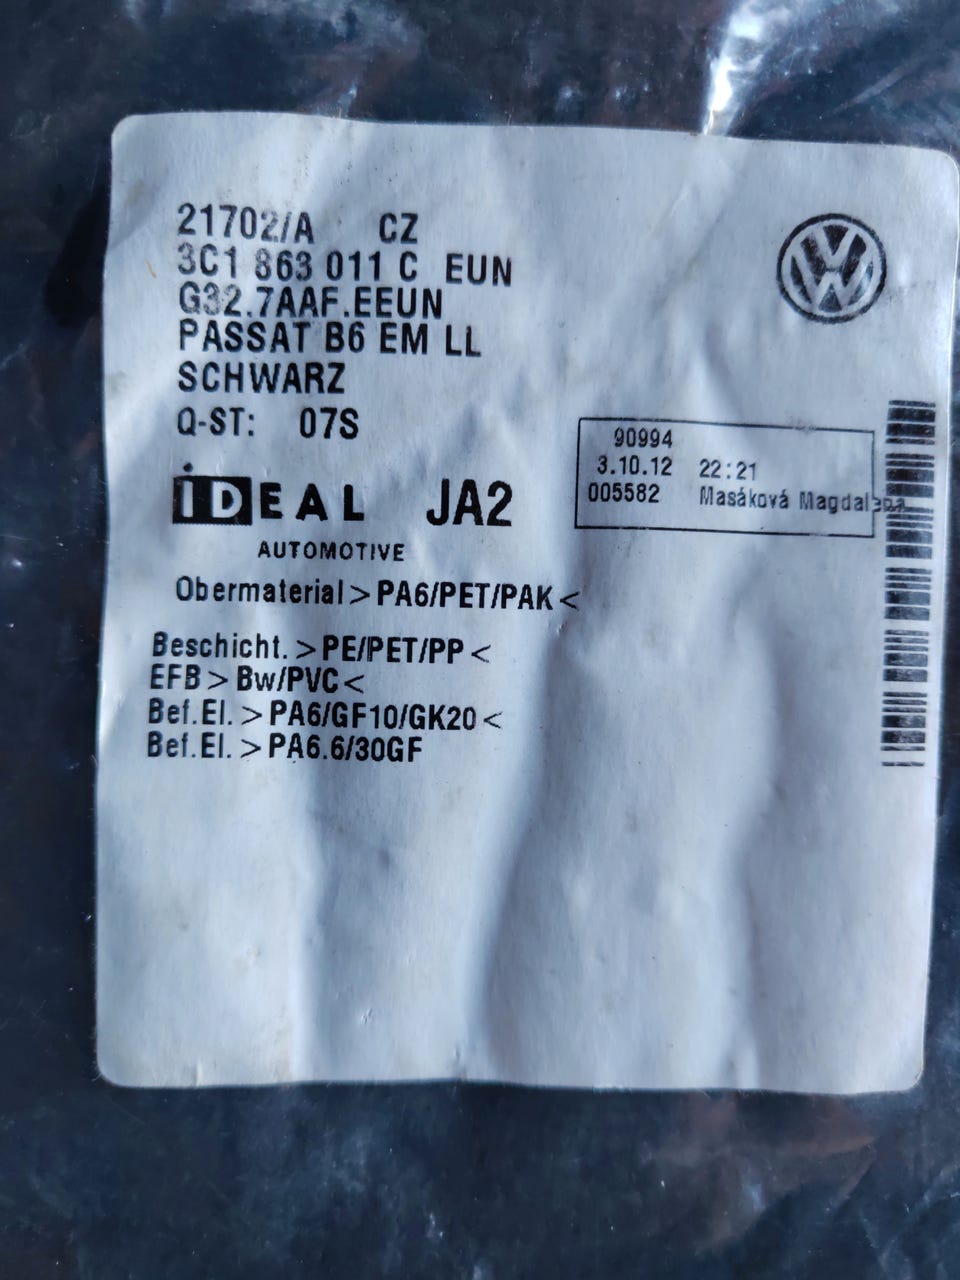 21702/A CZ
3C1 863 011 C EUN
G32.7AAF.EEUN
PASSAT B6 EM LL
SCHWARZ
Q-ST: 07S
90994
3.10.12 22:21
005582 Masáková Magdalena
iDEAL JA2
AUTOMOTIVE
Obermaterial > PA6/PET/PAK <
Beschicht. > PE/PET/PP <
EFB > Bw/PVC <
Bef.El. > PA6/GF10/GK20 <
Bef.El. > PA6.6/30GF
VW